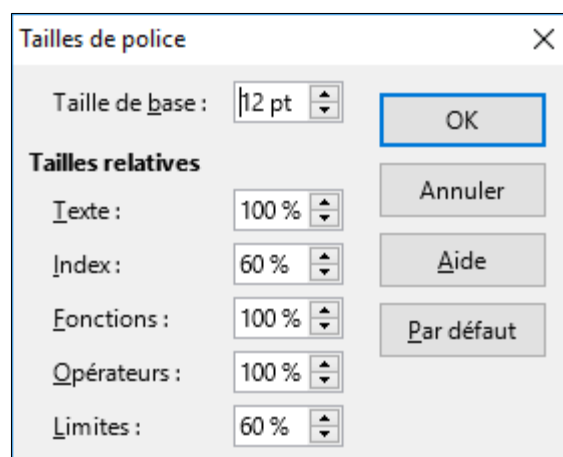 Tailles de police
Taille de base : 12 pt
OK
Tailles relatives
Annuler
Texte : 100 %
Index : 60 %
Aide
Fonctions : 100 %
Par défaut
Opérateurs : 100 %
Limites : 60 %